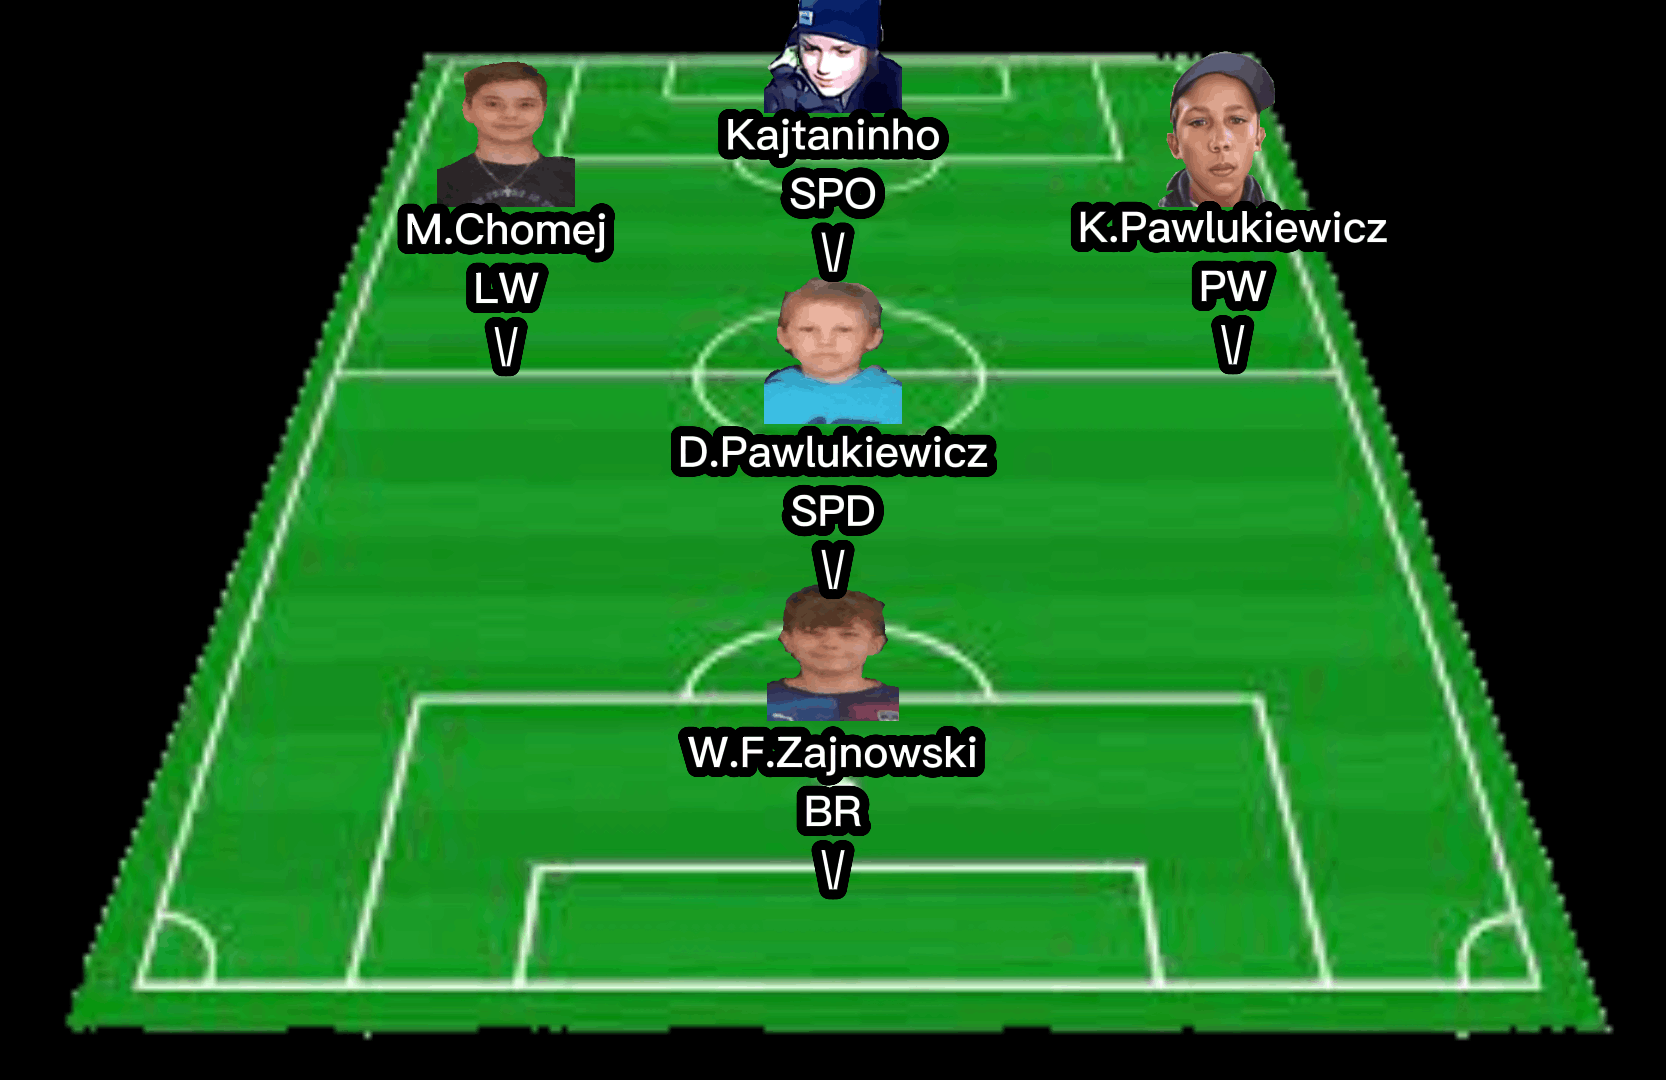 Kajtaninho
SPO
\/
M.Chomej
LW
\/
K.Pawlukiewicz
PW
\/
D.Pawlukiewicz
SPD
\/
W.F.Zajnowski
BR
\/